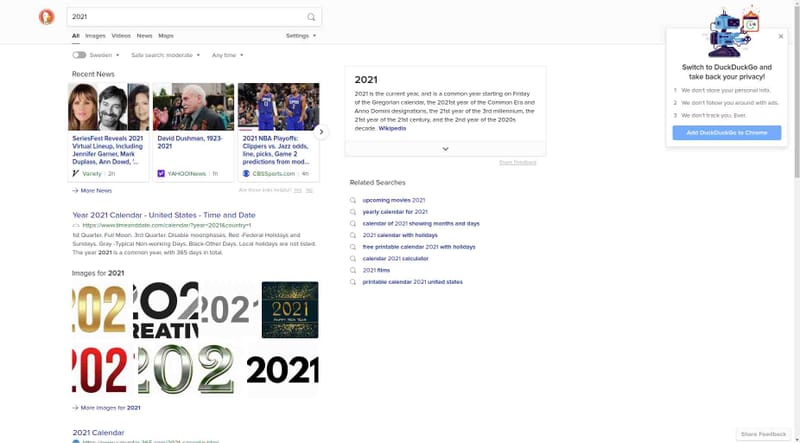 2021
All Images Videos News Maps
Settings
Sweden
Safe search: moderate
Any time
Recent News
SeriesFest Reveals 2021
Virtual Lineup, Including
Jennifer Garner, Mark
Duplass, Ann Dowd, '...
Variety 2h
David Dushman, 1923-
2021
YAHOO!News 1h
2021 NBA Playoffs:
Clippers vs. Jazz odds,
line, picks, Game 2
predictions from mod...
CBSSports.com 4h
More News
Are these links helpful? Yes No
Year 2021 Calendar - United States - Time and Date
https://www.timeanddate.com/calendar/?year=2021&country=1
1st Quarter. Full Moon. 3rd Quarter. Disable moonphases. Red -Federal Holidays and
Sundays. Gray -Typical Non-working Days. Black-Other Days. Local holidays are not listed.
The year 2021 is a common year, with 365 days in total.
Images for 2021
202
2021
CREATIV
2021
2021
HAPPY NEW YEAR
202
202
2021
More Images for 2021
2021 Calendar
2021
2021 is the current year, and is a common year starting on Friday
of the Gregorian calendar, the 2021st year of the Common Era and
Anno Domini designations, the 21st year of the 3rd millennium, the
21st year of the 21st century, and the 2nd year of the 2020s
decade. Wikipedia
Share Feedback
Related Searches
upcoming movies 2021
yearly calendar for 2021
calendar of 2021 showing months and days
2021 calendar with holidays
free printable calendar 2021 with holidays
calendar 2021 calculator
2021 films
printable calendar 2021 united states
Switch to DuckDuckGo and
take back your privacy!
1 We don't store your personal info.
2 We don't follow you around with ads.
3 We don't track you. Ever.
Add DuckDuckGo to Chrome
Share Feedback